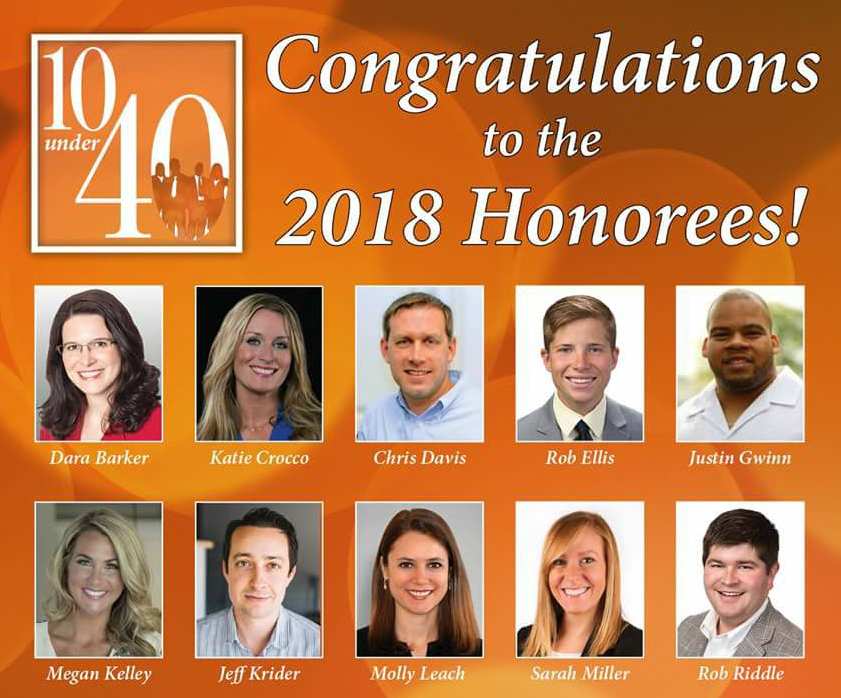 10
under
40
Congratulations
to the
2018 Honorees!
Dara Barker
Katie Crocco
Chris Davis
Rob Ellis
Justin Gwinn
Megan Kelley
Jeff Krider
Molly Leach
Sarah Miller
Rob Riddle